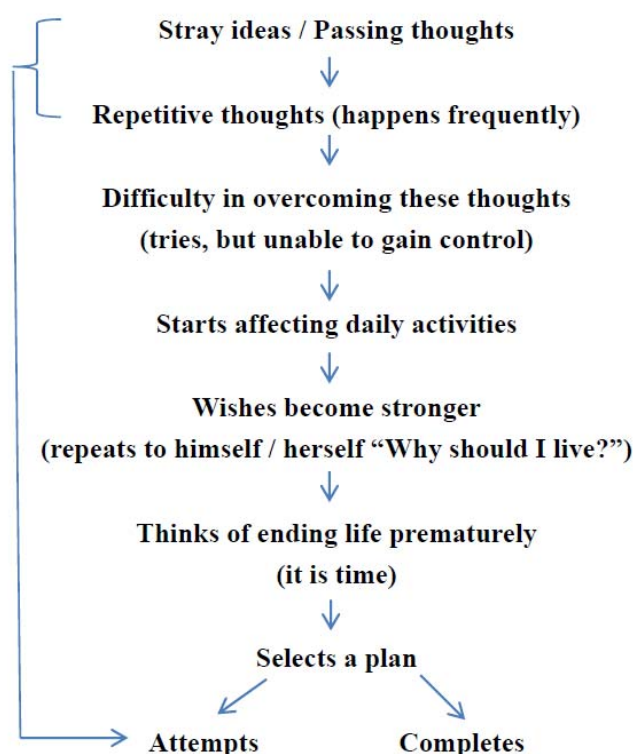 Stray ideas / Passing thoughts
Repetitive thoughts (happens frequently)
Difficulty in overcoming these thoughts
(tries, but unable to gain control)
Starts affecting daily activities
Wishes become stronger
(repeats to himself / herself “Why should I live?”)
Thinks of ending life prematurely
(it is time)
Selects a plan
Attempts Completes